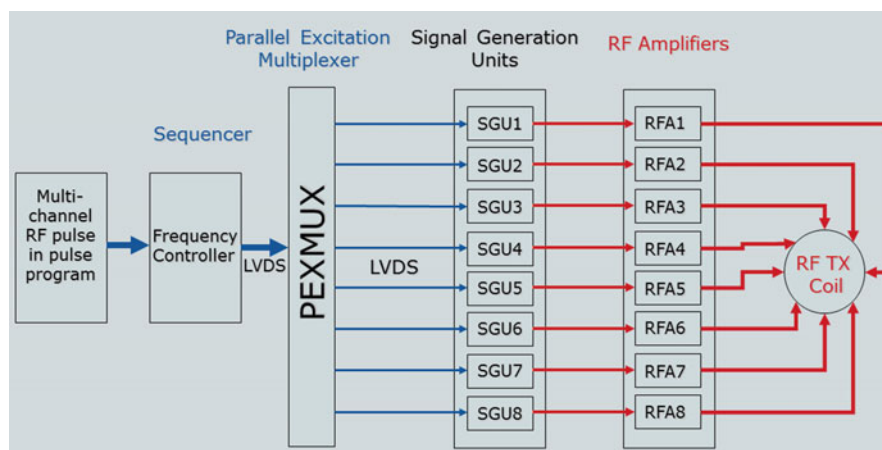 Parallel Excitation
Multiplexer
Signal Generation
Units
RF Amplifiers
Sequencer
Multi-
channel
RF pulse
in pulse
program
Frequency
Controller
LVDS
PEXMUX
LVDS
SGU1
SGU2
SGU3
SGU4
SGU5
SGU6
SGU7
SGU8
RFA1
RFA2
RFA3
RFA4
RFA5
RFA6
RFA7
RFA8
RF TX
Coil